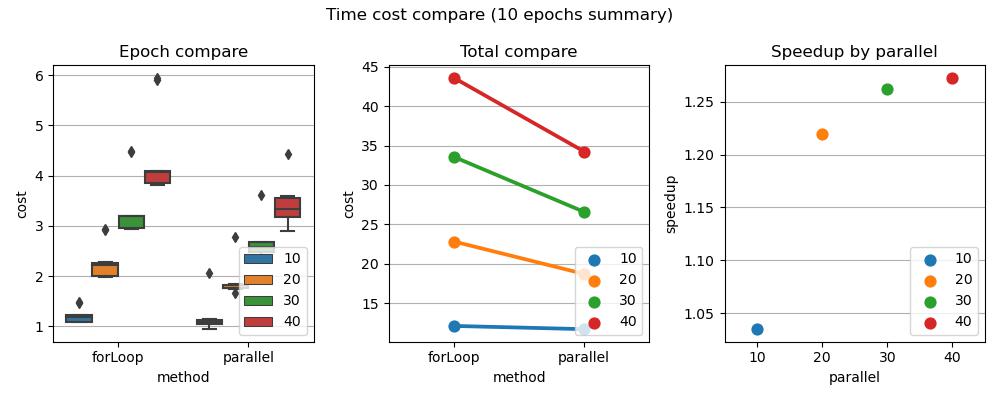 Time cost compare (10 epochs summary)
Epoch compare
6
5
4
3
2
1
cost
forLoop
parallel
method
10
20
30
40
Total compare
45
40
35
30
25
20
15
cost
forLoop
parallel
method
10
20
30
40
Speedup by parallel
1.25
1.20
1.15
1.10
1.05
speedup
10
20
30
40
parallel
10
20
30
40